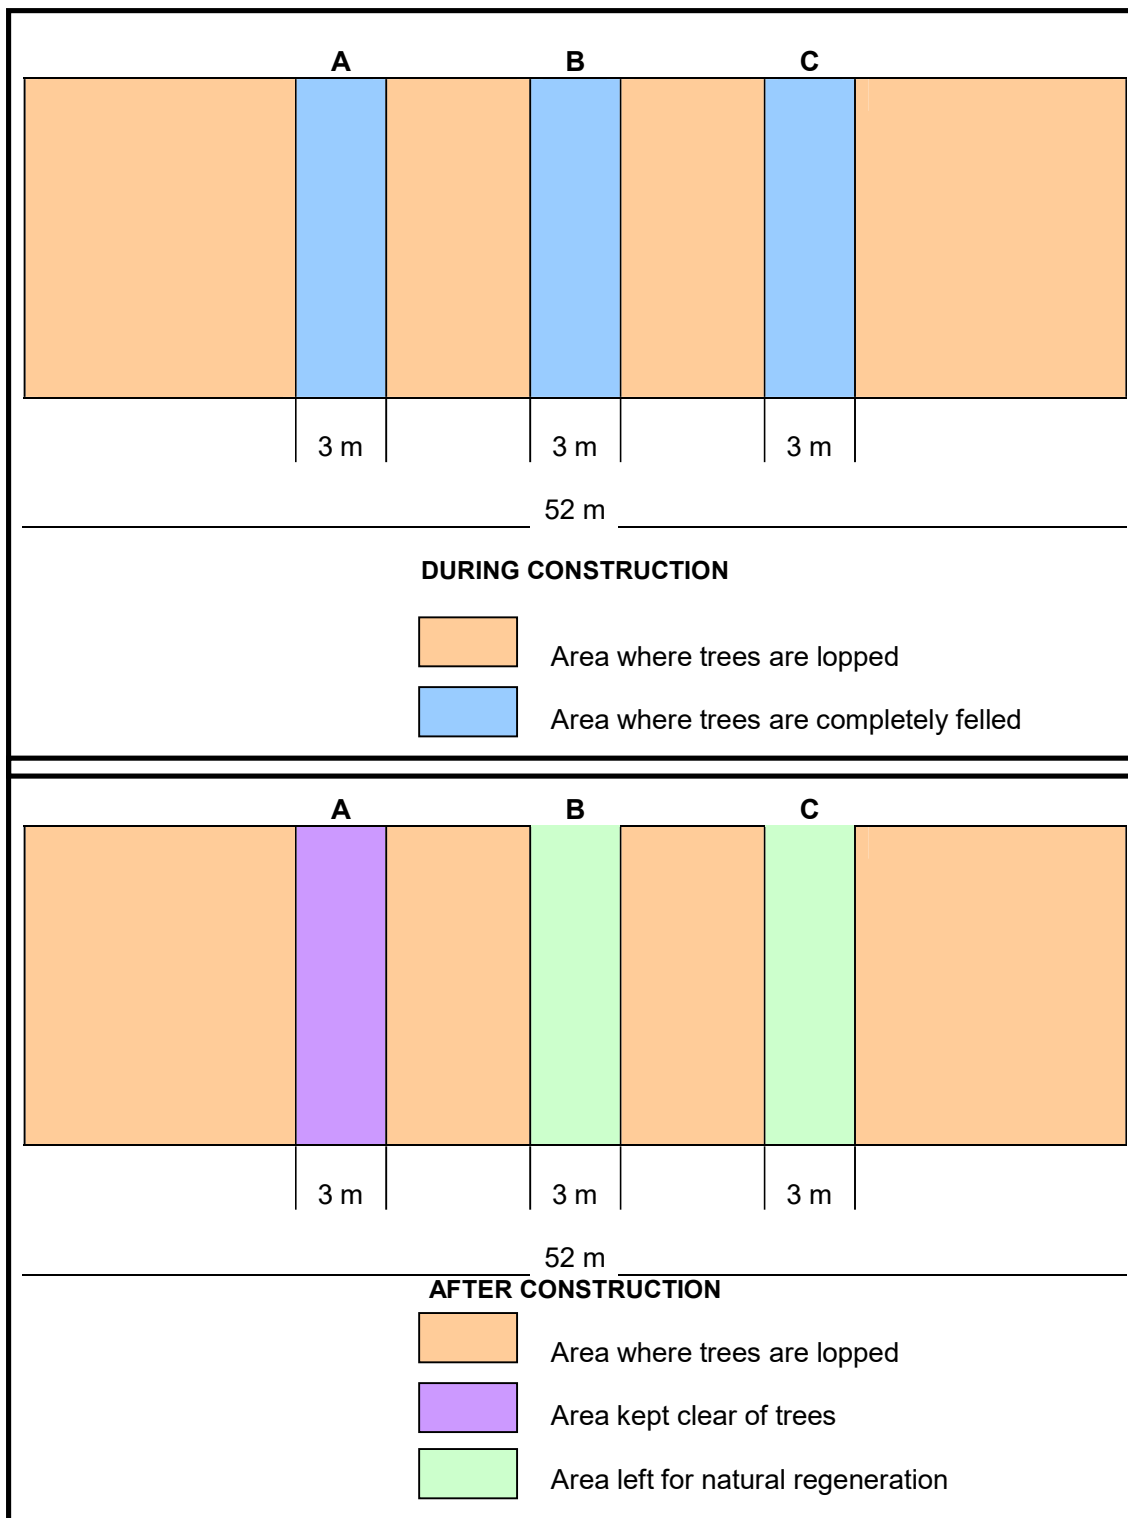 A B C
3 m 3 m 3 m
52 m
DURING CONSTRUCTION
Area where trees are lopped
Area where trees are completely felled
A B C
3 m 3 m 3 m
52 m
AFTER CONSTRUCTION
Area where trees are lopped
Area kept clear of trees
Area left for natural regeneration